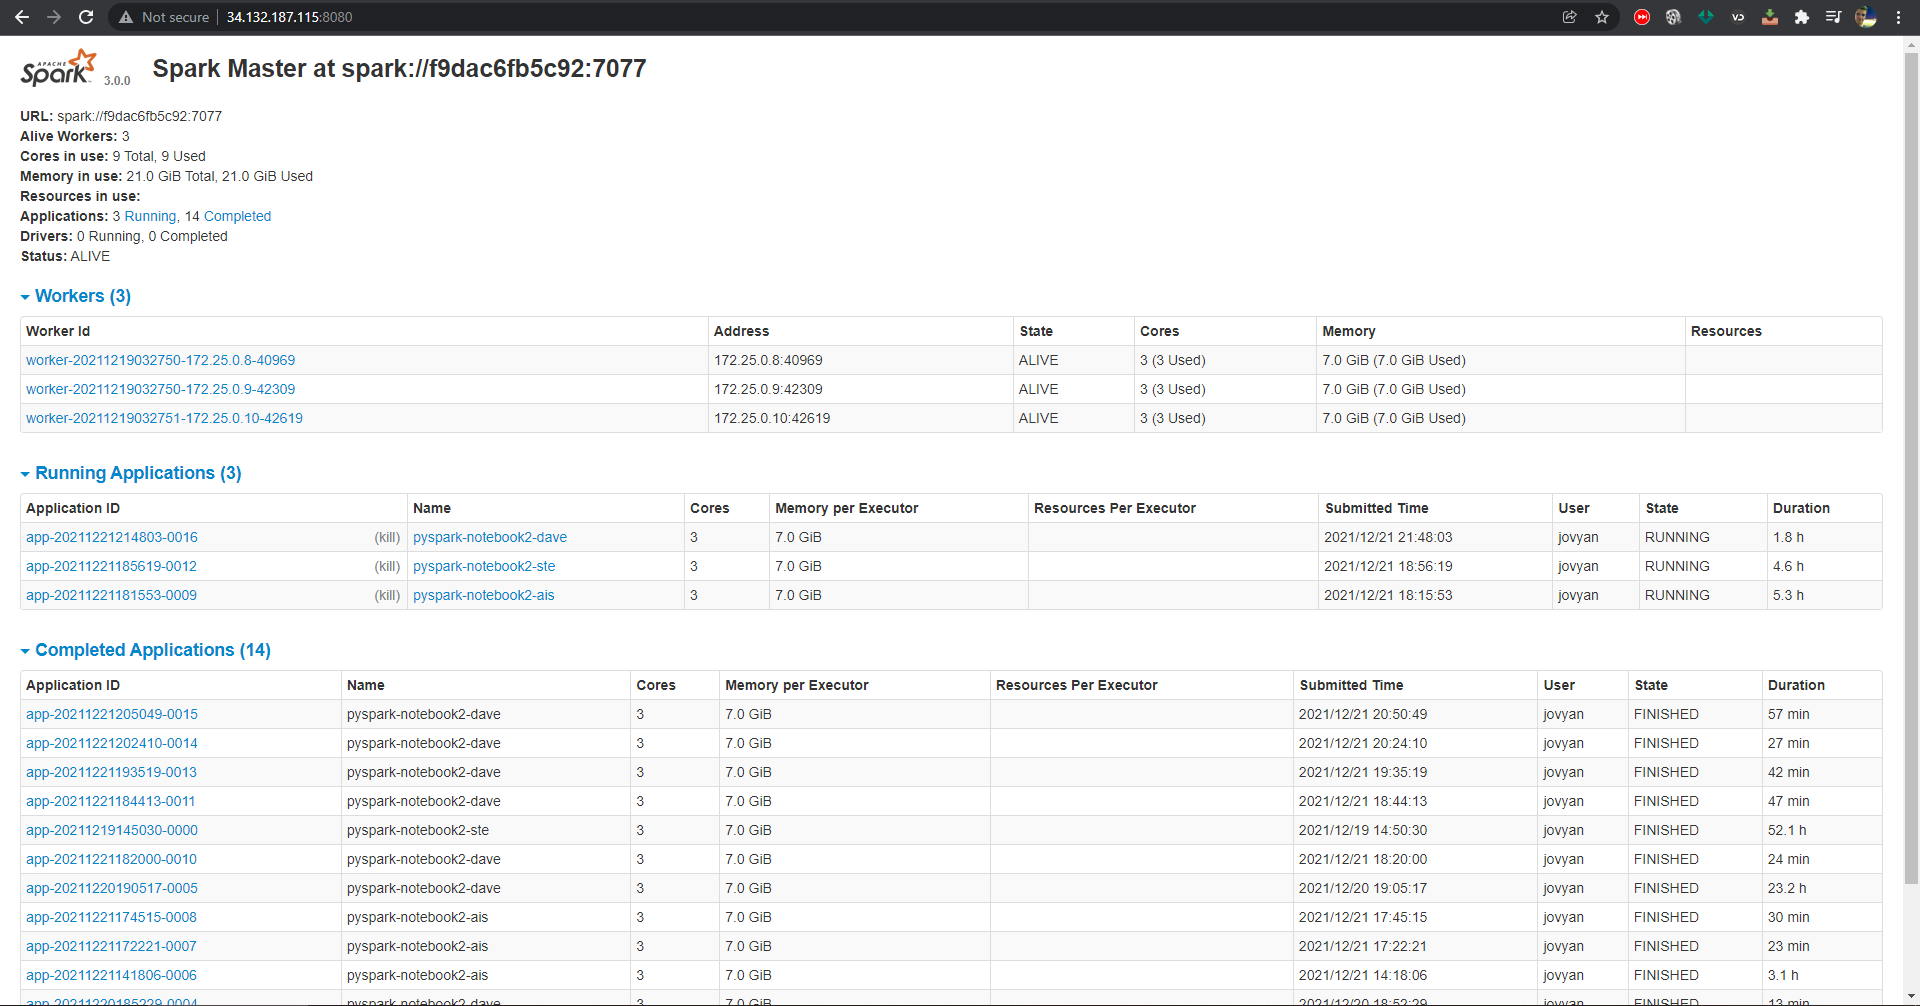 Not secure | 34.132.187.115:8080
APACHE Spark 3.0.0 Spark Master at spark://f9dac6fb5c92:7077
URL: spark://f9dac6fb5c92:7077
Alive Workers: 3
Cores in use: 9 Total, 9 Used
Memory in use: 21.0 GiB Total, 21.0 GiB Used
Resources in use:
Applications: 3 Running, 14 Completed
Drivers: 0 Running, 0 Completed
Status: ALIVE
Workers (3)
Worker Id Address State Cores Memory Resources
worker-20211219032750-172.25.0.8-40969 172.25.0.8:40969 ALIVE 3 (3 Used) 7.0 GiB (7.0 GiB Used)
worker-20211219032750-172.25.0.9-42309 172.25.0.9:42309 ALIVE 3 (3 Used) 7.0 GiB (7.0 GiB Used)
worker-20211219032751-172.25.0.10-42619 172.25.0.10:42619 ALIVE 3 (3 Used) 7.0 GiB (7.0 GiB Used)
Running Applications (3)
Application ID Name Cores Memory per Executor Resources Per Executor Submitted Time User State Duration
app-20211221214803-0016 (kill) pyspark-notebook2-dave 3 7.0 GiB 2021/12/21 21:48:03 jovyan RUNNING 1.8 h
app-20211221185619-0012 (kill) pyspark-notebook2-ste 3 7.0 GiB 2021/12/21 18:56:19 jovyan RUNNING 4.6 h
app-20211221181553-0009 (kill) pyspark-notebook2-ais 3 7.0 GiB 2021/12/21 18:15:53 jovyan RUNNING 5.3 h
Completed Applications (14)
Application ID Name Cores Memory per Executor Resources Per Executor Submitted Time User State Duration
app-20211221205049-0015 pyspark-notebook2-dave 3 7.0 GiB 2021/12/21 20:50:49 jovyan FINISHED 57 min
app-20211221202410-0014 pyspark-notebook2-dave 3 7.0 GiB 2021/12/21 20:24:10 jovyan FINISHED 27 min
app-20211221193519-0013 pyspark-notebook2-dave 3 7.0 GiB 2021/12/21 19:35:19 jovyan FINISHED 42 min
app-20211221184413-0011 pyspark-notebook2-dave 3 7.0 GiB 2021/12/21 18:44:13 jovyan FINISHED 47 min
app-20211219145030-0000 pyspark-notebook2-ste 3 7.0 GiB 2021/12/19 14:50:30 jovyan FINISHED 52.1 h
app-20211221182000-0010 pyspark-notebook2-dave 3 7.0 GiB 2021/12/21 18:20:00 jovyan FINISHED 24 min
app-20211220190517-0005 pyspark-notebook2-dave 3 7.0 GiB 2021/12/20 19:05:17 jovyan FINISHED 23.2 h
app-20211221174515-0008 pyspark-notebook2-ais 3 7.0 GiB 2021/12/21 17:45:15 jovyan FINISHED 30 min
app-20211221172221-0007 pyspark-notebook2-ais 3 7.0 GiB 2021/12/21 17:22:21 jovyan FINISHED 23 min
app-20211221141806-0006 pyspark-notebook2-ais 3 7.0 GiB 2021/12/21 14:18:06 jovyan FINISHED 3.1 h
app-20211220185229-0004 pyspark-notebook2-dave 3 7.0 GiB 2021/12/20 18:52:29 jovyan FINISHED 13 min